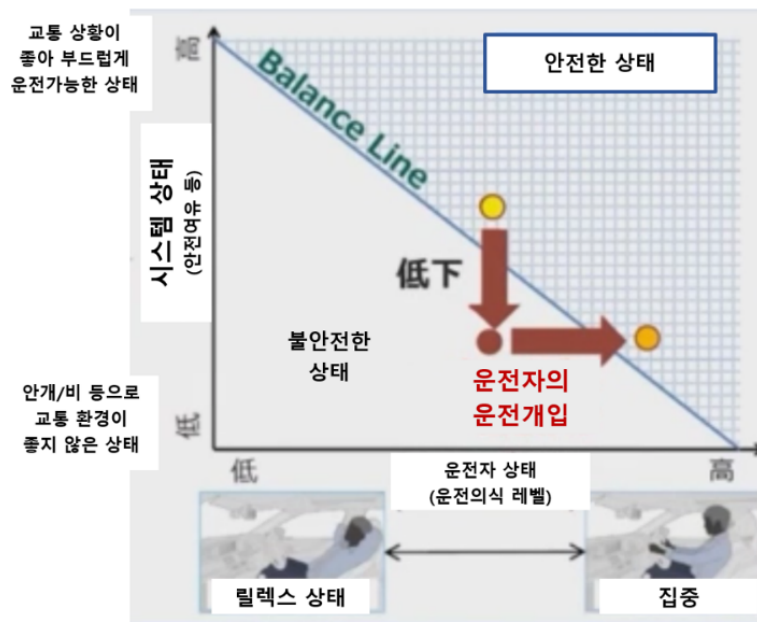 교통 상황이
좋아 부드럽게
운전가능한 상태
高
안전한 상태
Balance Line
시스템 상태
(안전여유 등)
低下
불안전한
상태
운전자의
운전개입
안개/비 등으로
교통 환경이
좋지 않은 상태
低
低
운전자 상태
(운전의식 레벨)
高
릴렉스 상태
집중